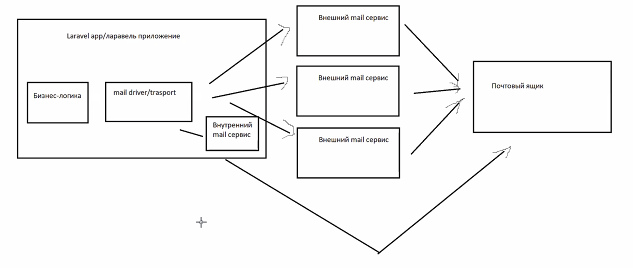 Laravel app/ларавель приложение
Бизнес-логика
mail driver/trasport
Внутренний
mail сервис
Внешний mail сервис
Внешний mail сервис
Внешний mail сервис
Почтовый ящик